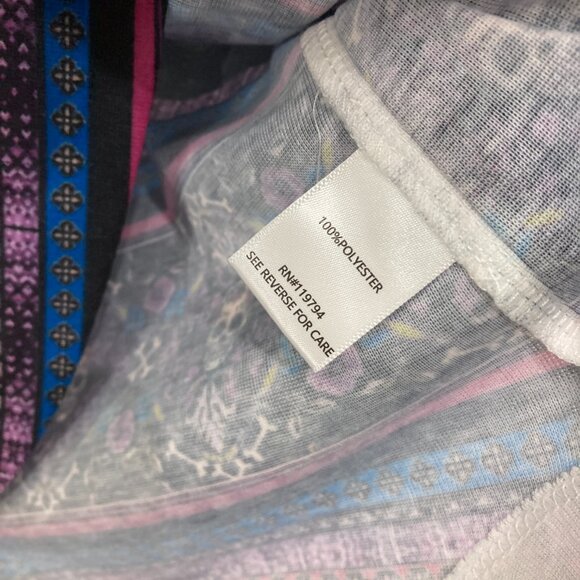 100%POLYESTER
RN#119794
SEE REVERSE FOR CARE